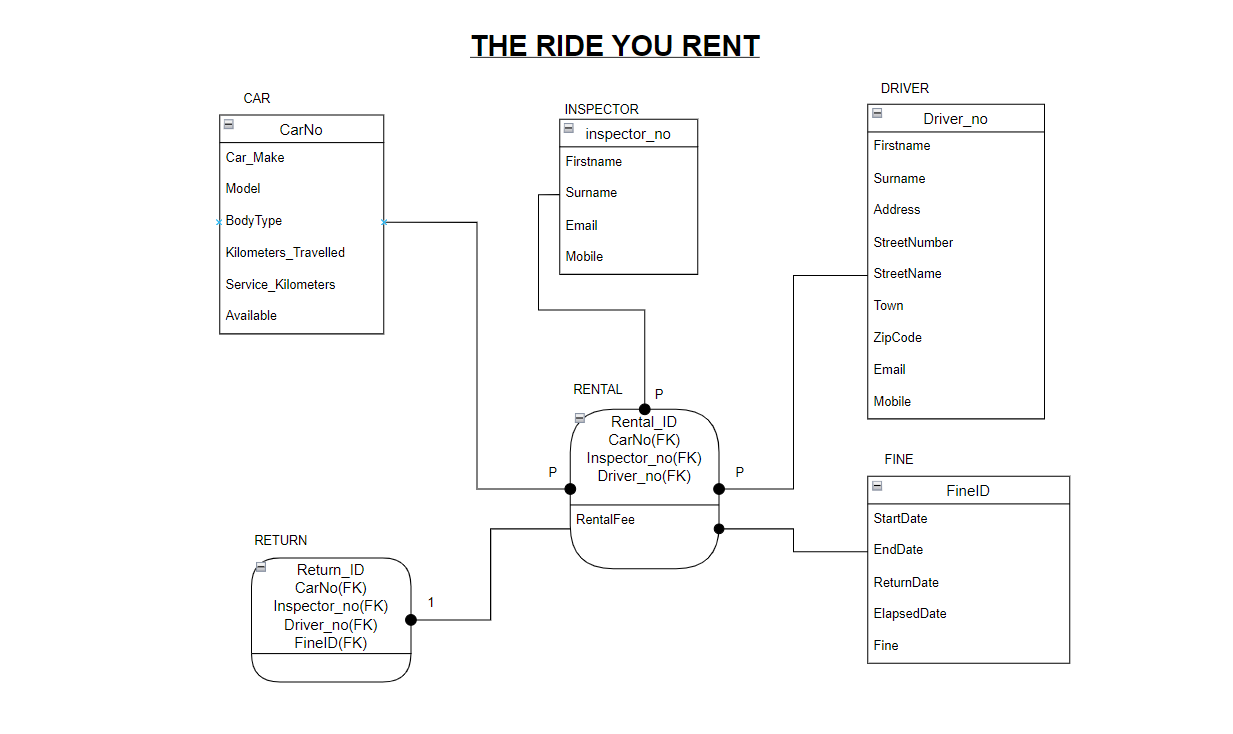 THE RIDE YOU RENT
CAR
CarNo
Car_Make
Model
BodyType
Kilometers_Travelled
Service_Kilometers
Available
INSPECTOR
inspector_no
Firstname
Surname
Email
Mobile
DRIVER
Driver_no
Firstname
Surname
Address
StreetNumber
StreetName
Town
ZipCode
Email
Mobile
RENTAL
P
Rental_ID
CarNo(FK)
Inspector_no(FK)
Driver_no(FK)
P
P
RentalFee
FINE
FineID
StartDate
EndDate
ReturnDate
ElapsedDate
Fine
RETURN
Return_ID
CarNo(FK)
Inspector_no(FK)
Driver_no(FK)
FineID(FK)
1